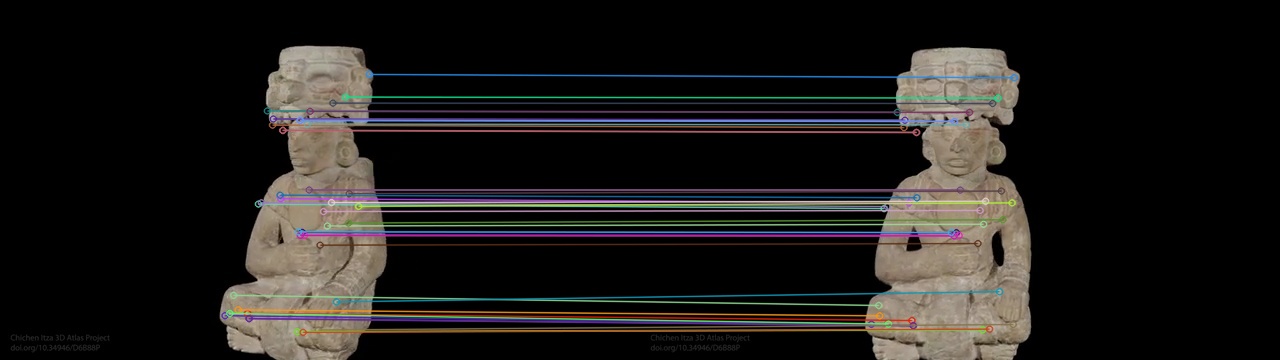 Chichen Itza 3D Atlas Project
doi.org/10.34946/D6B88P
Chichen Itza 3D Atlas Project
doi.org/10.34946/D6B88P